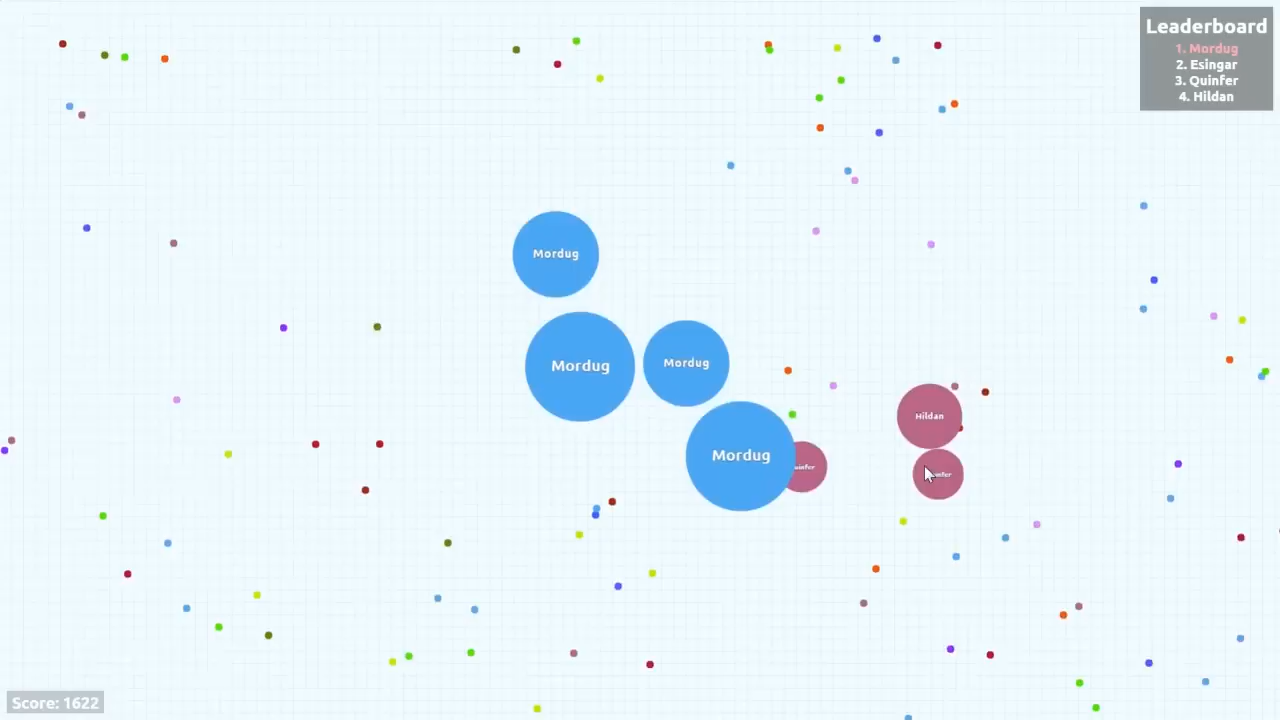 Leaderboard
1. Mordug
2. Esingar
3. Quinfer
4. Hildan
Mordug
Mordug
Mordug
Hildan
Mordug
Score: 1622